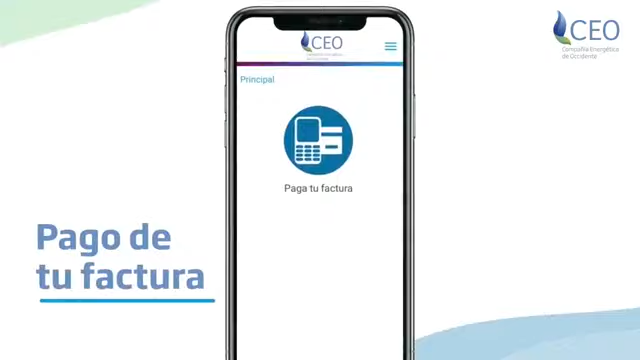 CEO
Compañía Energética
de Occidente
CEO
Principal
Paga tu factura
Pago de
tu factura